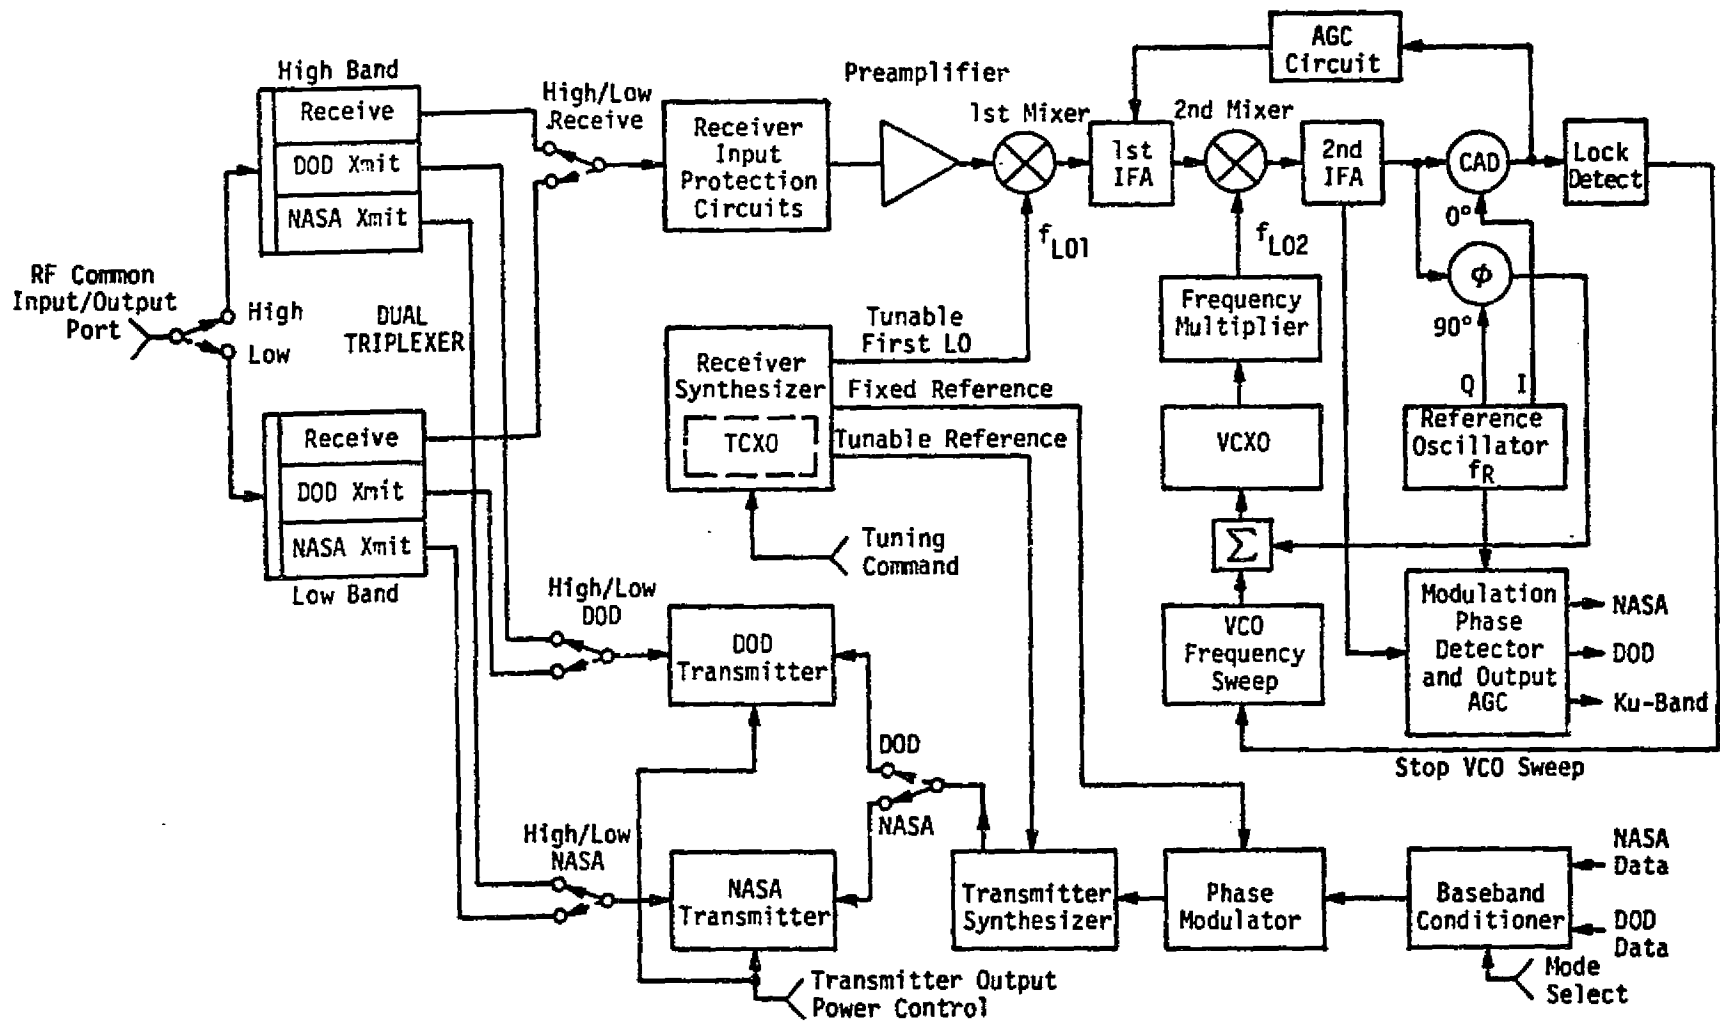 High Band
Receive
DOD Xmit
NASA Xmit
High/Low
Receive
Receiver
Input
Protection
Circuits
Preamplifier
1st Mixer
1st
IFA
2nd Mixer
2nd
IFA
AGC
Circuit
CAD
Lock
Detect
0°
Φ
90°
Q
I
fLO1
fLO2
RF Common
Input/Output
Port
High
Low
DUAL
TRIPLEXER
Receiver
Synthesizer
TCXO
Tunable
First LO
Fixed Reference
Tunable Reference
Frequency
Multiplier
VCXO
Σ
VCO
Frequency
Sweep
Reference
Oscillator
fR
Receive
DOD Xmit
NASA Xmit
Low Band
Tuning
Command
Modulation
Phase
Detector
and Output
AGC
NASA
DOD
Ku-Band
Stop VCO Sweep
High/Low
DOD
DOD
Transmitter
DOD
NASA
High/Low
NASA
NASA
Transmitter
Transmitter
Synthesizer
Phase
Modulator
Baseband
Conditioner
NASA
Data
DOD
Data
Mode
Select
Transmitter Output
Power Control